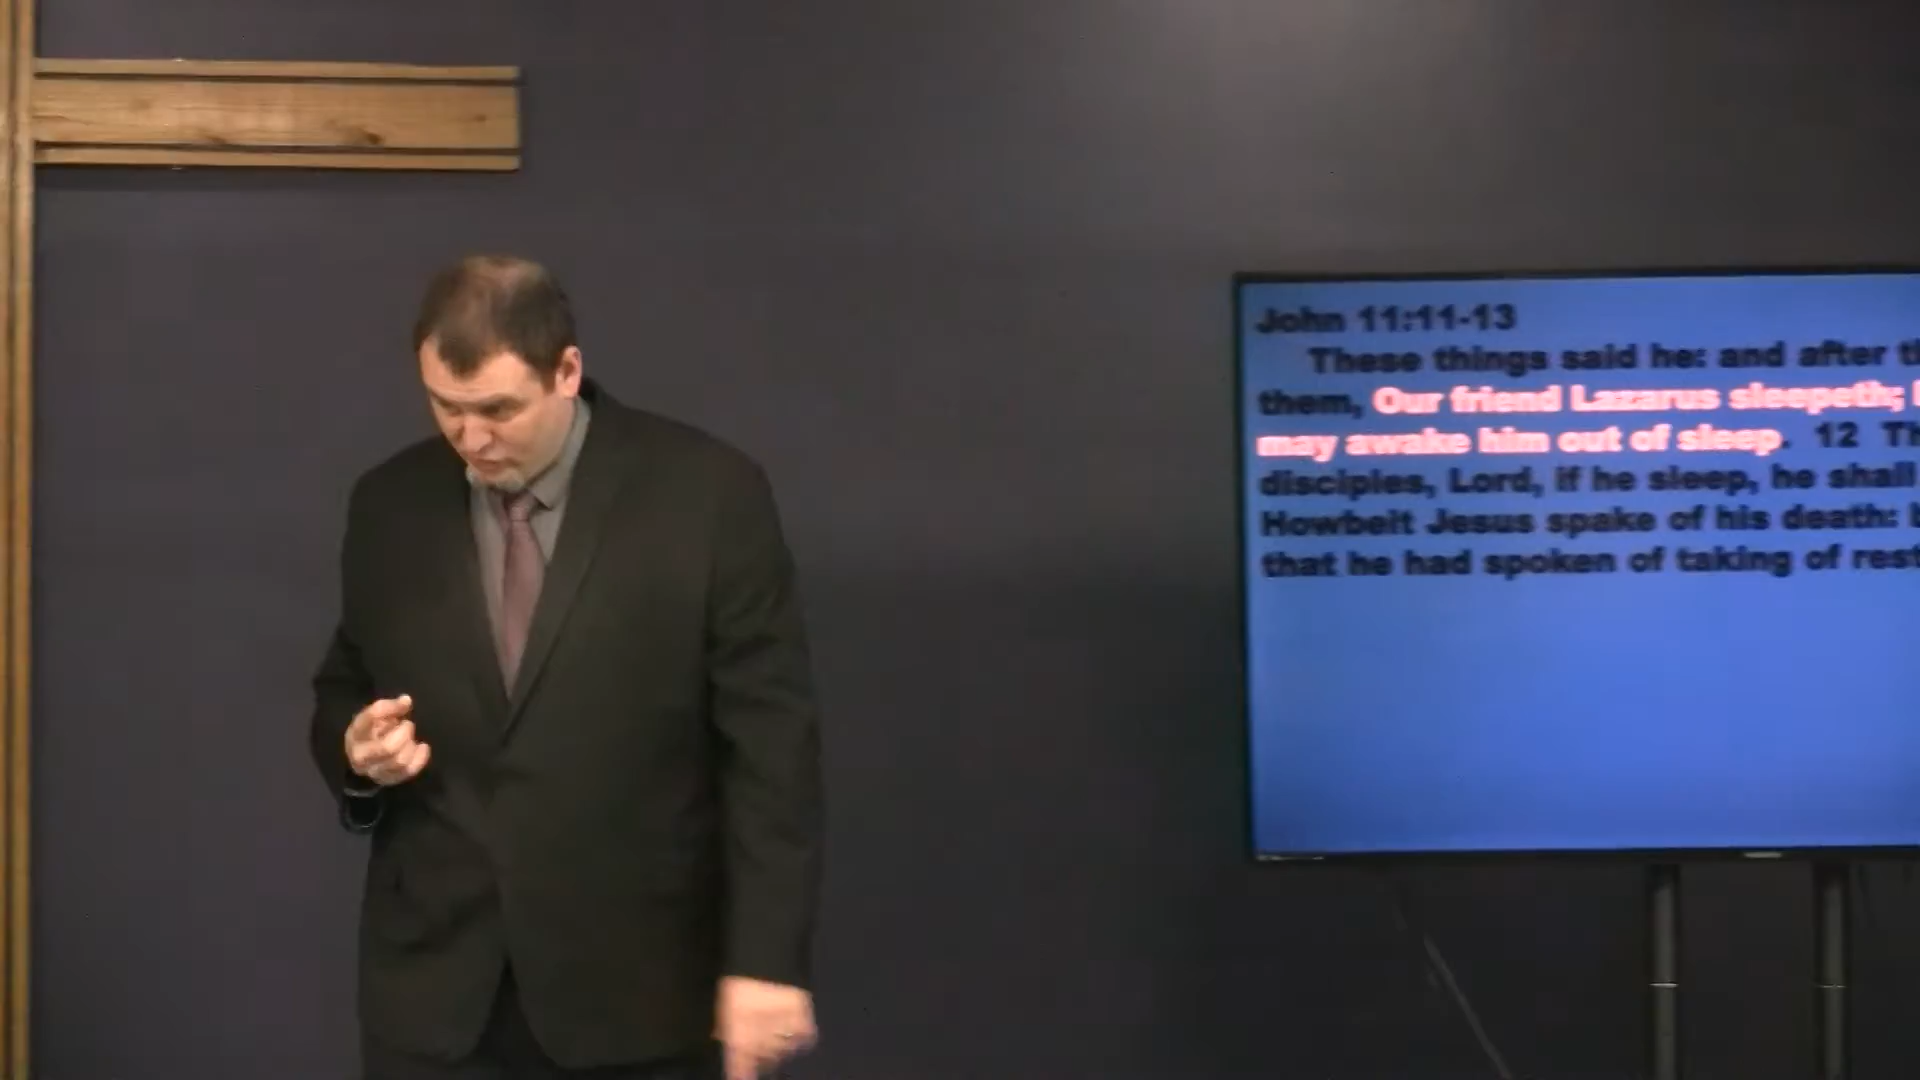 John 11:11-13
These things said he: and after
them, Our friend Lazarus sleepeth;
may awake him out of sleep. 12
disciples, Lord, if he sleep, he shall
Howbeit Jesus spake of his death:
that he had spoken of taking of rest